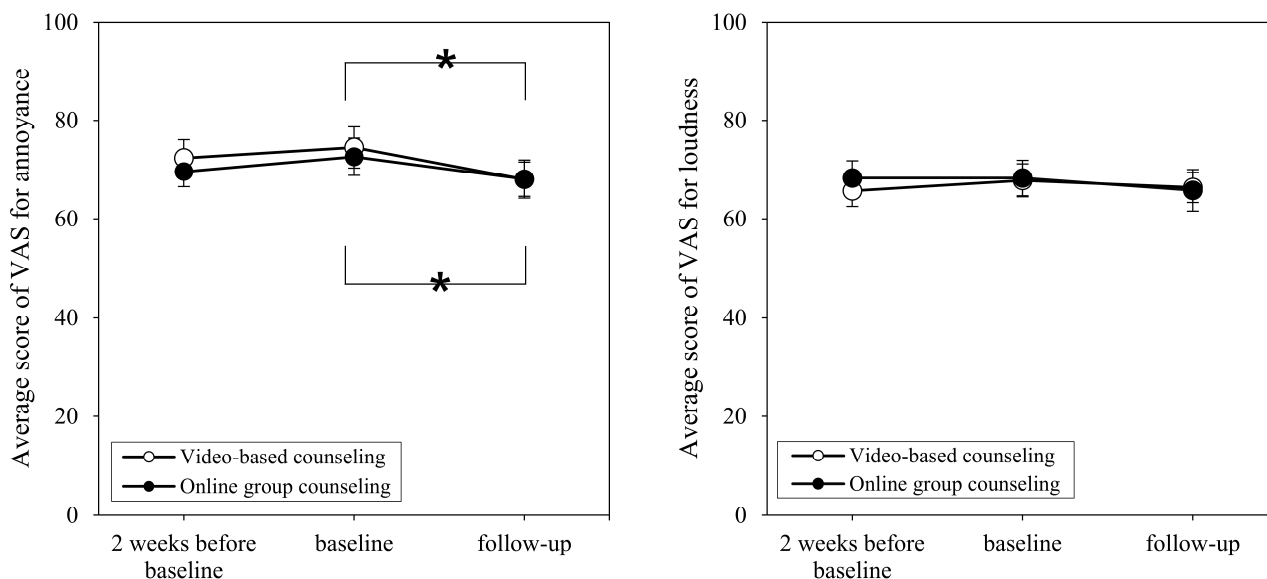 Average score of VAS for annoyance
100
80
60
40
20
0
*
*
Video-based counseling
Online group counseling
2 weeks before
baseline
baseline
follow-up
Average score of VAS for loudness
100
80
60
40
20
0
Video-based counseling
Online group counseling
2 weeks before
baseline
baseline
follow-up